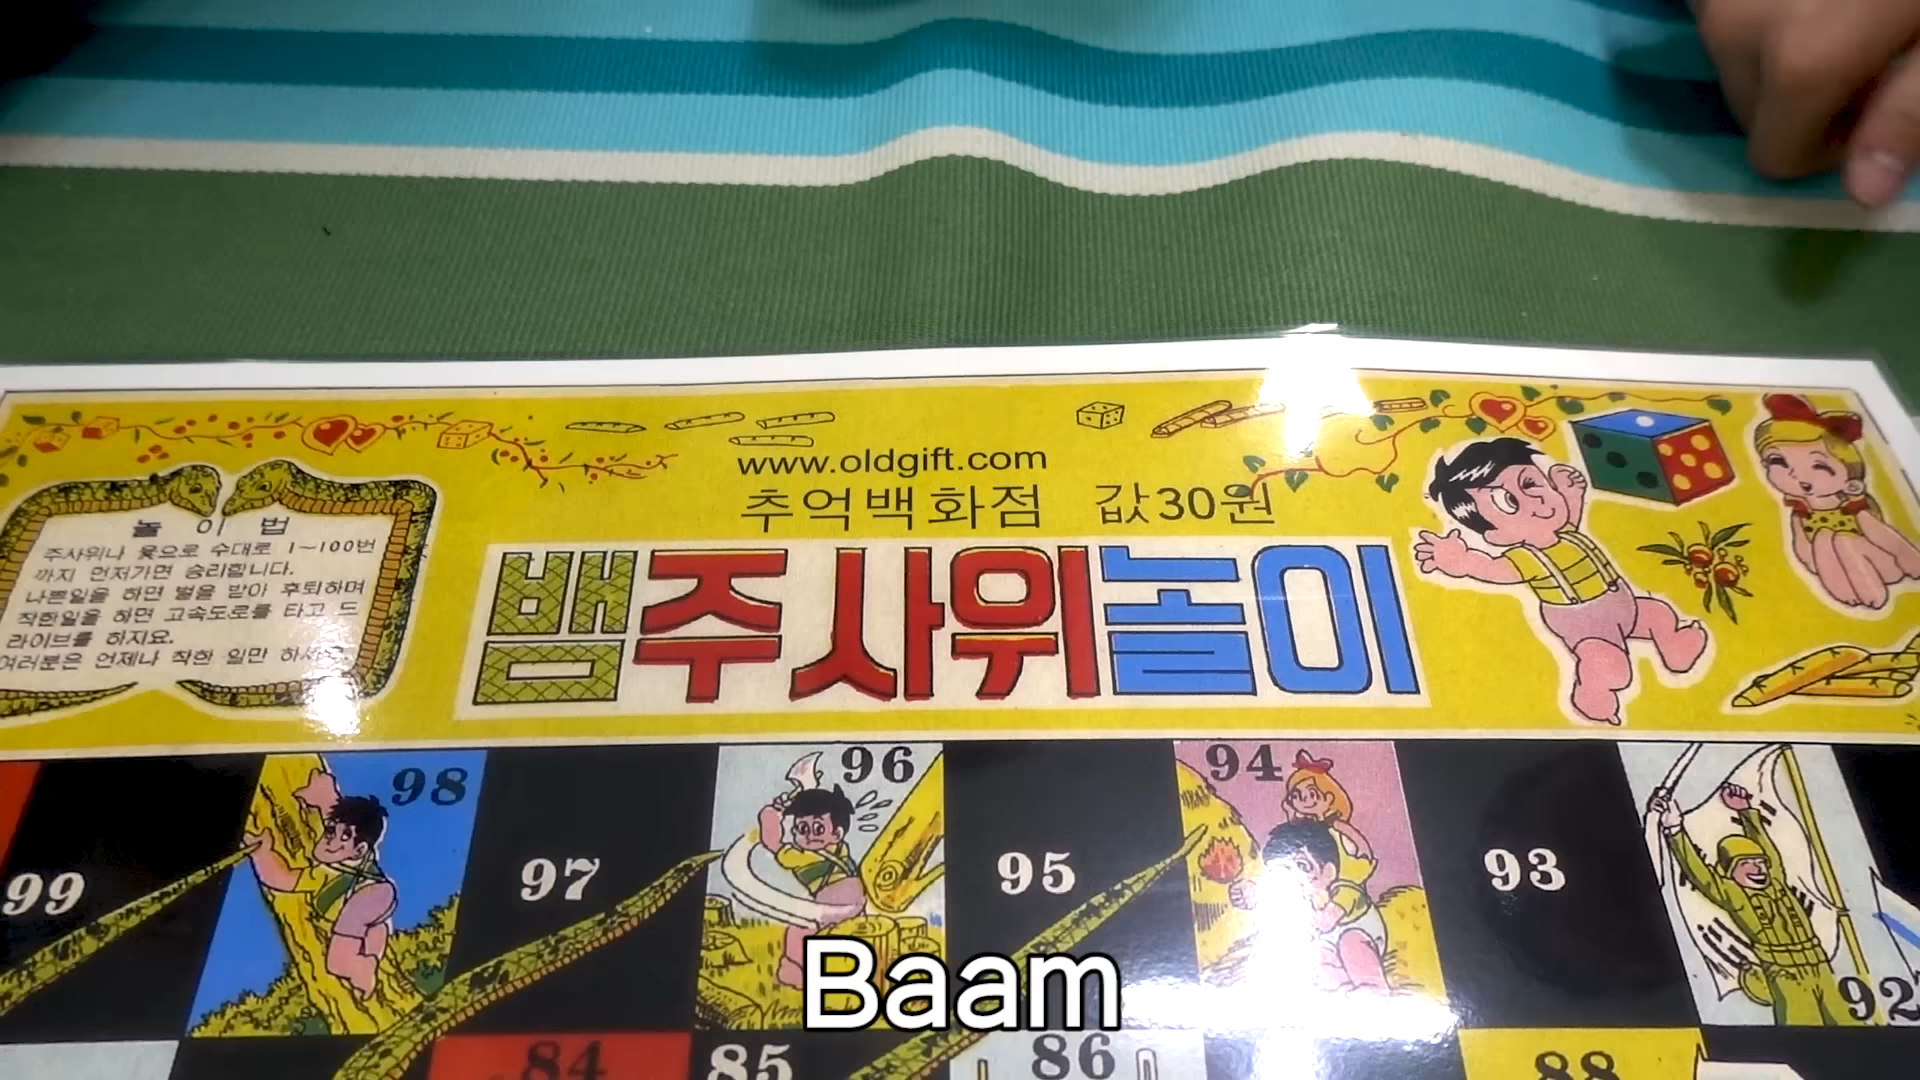 www.oldgift.com
추억백화점 값30원
뱀주사위놀이
놀 이 법
주사위나 윷으로 수대로 1~100번
까지 먼저가면 승리합니다.
나쁜일을 하면 벌을 받아 후퇴하며
착한일을 하면 고속도로를 타고 드
라이브를 하지요.
여러분은 언제나 착한 일만 하세
99
98
97
96
95
94
93
92
84
85
86
88
Baam